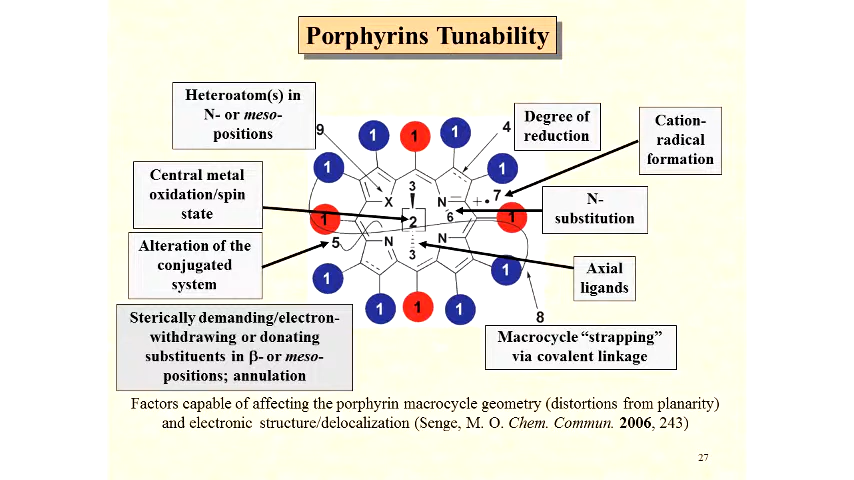 Porphyrins Tunability
Heteroatom(s) in
N- or meso-
positions
9
1
1
1
4
Degree of
reduction
Cation-
radical
formation
1
1
Central metal
oxidation/spin
state
3
X
N
+•7
N-
substitution
1
2
6
1
Alteration of the
conjugated
system
5
N
N
3
1
1
Axial
ligands
1
1
1
8
Sterically demanding/electron-
withdrawing or donating
substituents in β- or meso-
positions; annulation
Macrocycle “strapping”
via covalent linkage
Factors capable of affecting the porphyrin macrocycle geometry (distortions from planarity)
and electronic structure/delocalization (Senge, M. O. Chem. Commun. 2006, 243)
27